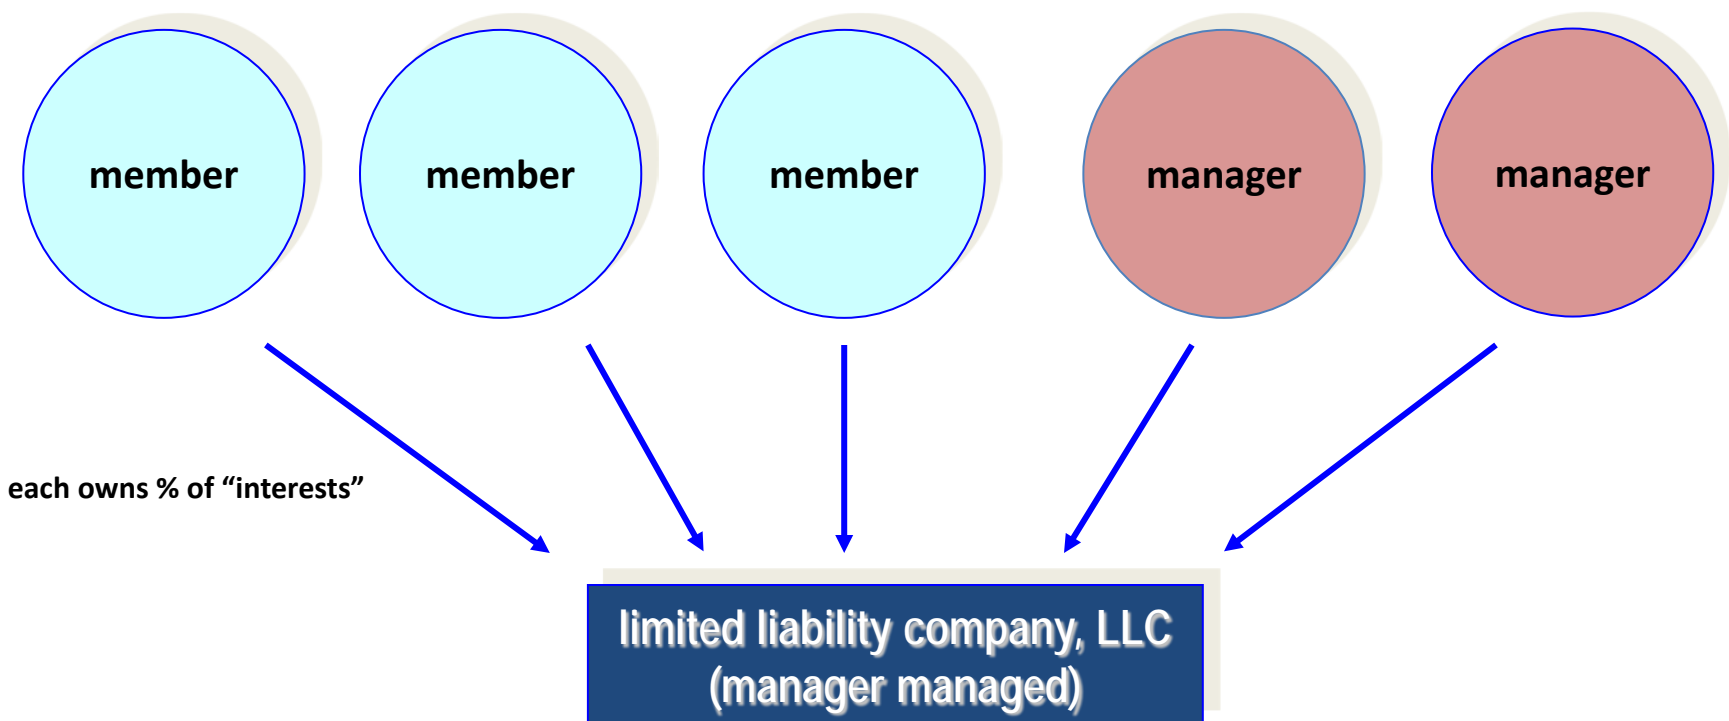 member
member
member
manager
manager
each owns % of “interests”
limited liability company, LLC
(manager managed)